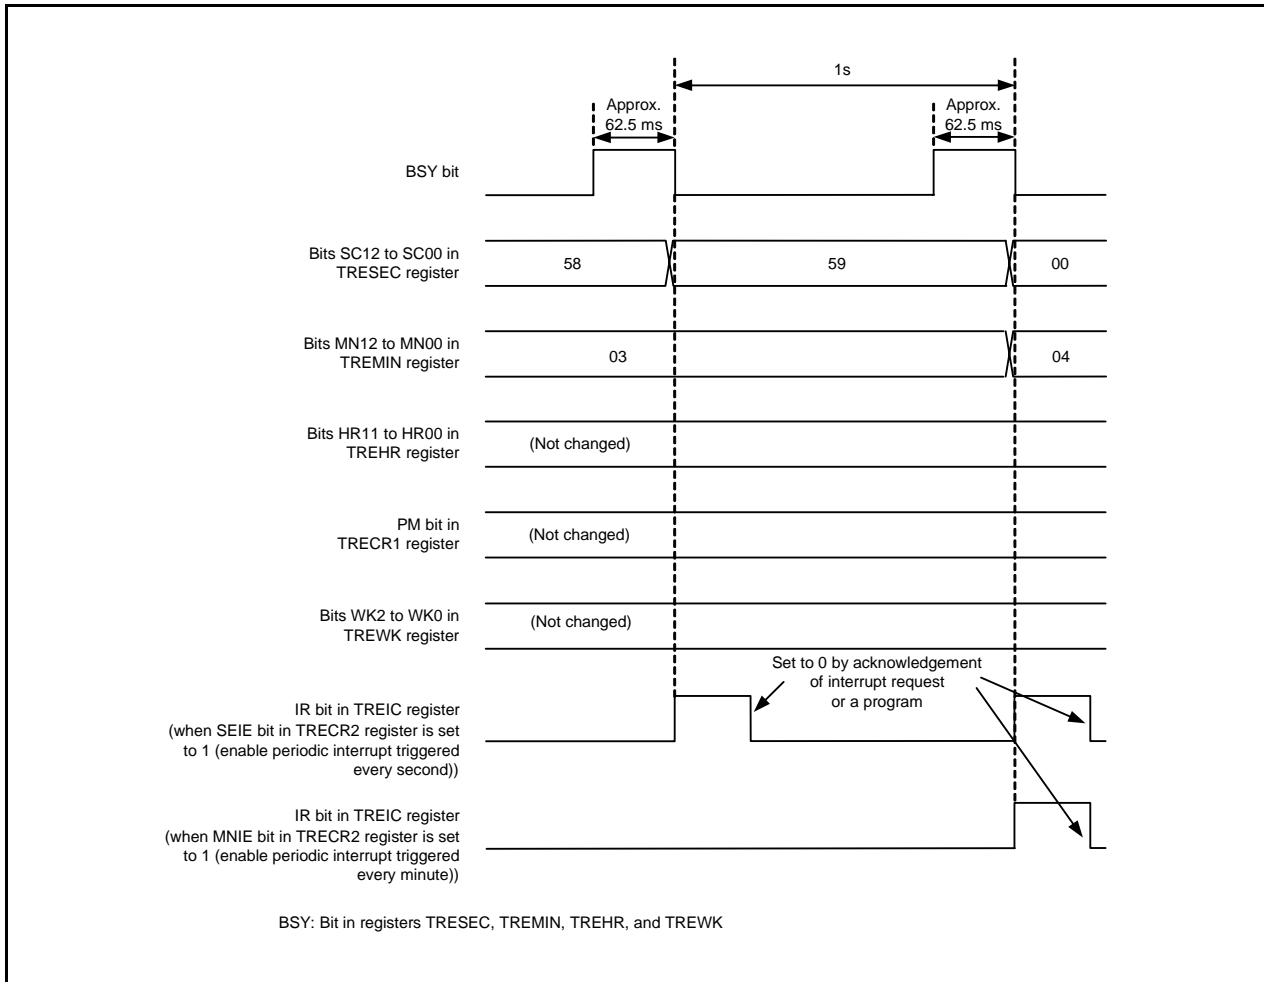 1s
Approx.
62.5 ms
Approx.
62.5 ms
BSY bit
Bits SC12 to SC00 in
TRESEC register
58
59
00
Bits MN12 to MN00 in
TREMIN register
03
04
Bits HR11 to HR00 in
TREHR register
(Not changed)
PM bit in
TRECR1 register
(Not changed)
Bits WK2 to WK0 in
TREWK register
(Not changed)
Set to 0 by acknowledgement
of interrupt request
or a program
IR bit in TREIC register
(when SEIE bit in TRECR2 register is set
to 1 (enable periodic interrupt triggered
every second))
IR bit in TREIC register
(when MNIE bit in TRECR2 register is set
to 1 (enable periodic interrupt triggered
every minute))
BSY: Bit in registers TRESEC, TREMIN, TREHR, and TREWK